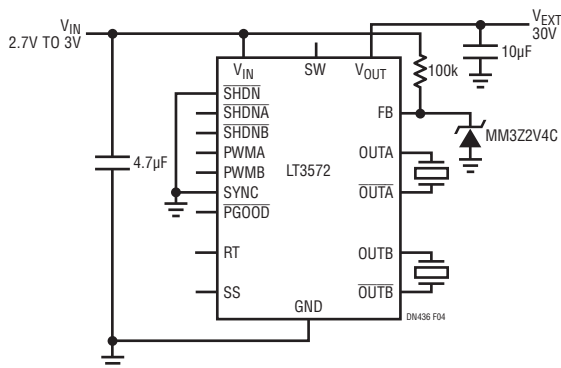 VIN
2.7V TO 3V
VEXT
30V
10µF
100k
VIN
SW
VOUT
SHDN
SHDNA
SHDNB
PWMA
PWMB
SYNC
PGOOD
RT
SS
GND
LT3572
FB
OUTA
OUTA
OUTB
OUTB
MM3Z2V4C
4.7µF
DN436 F04